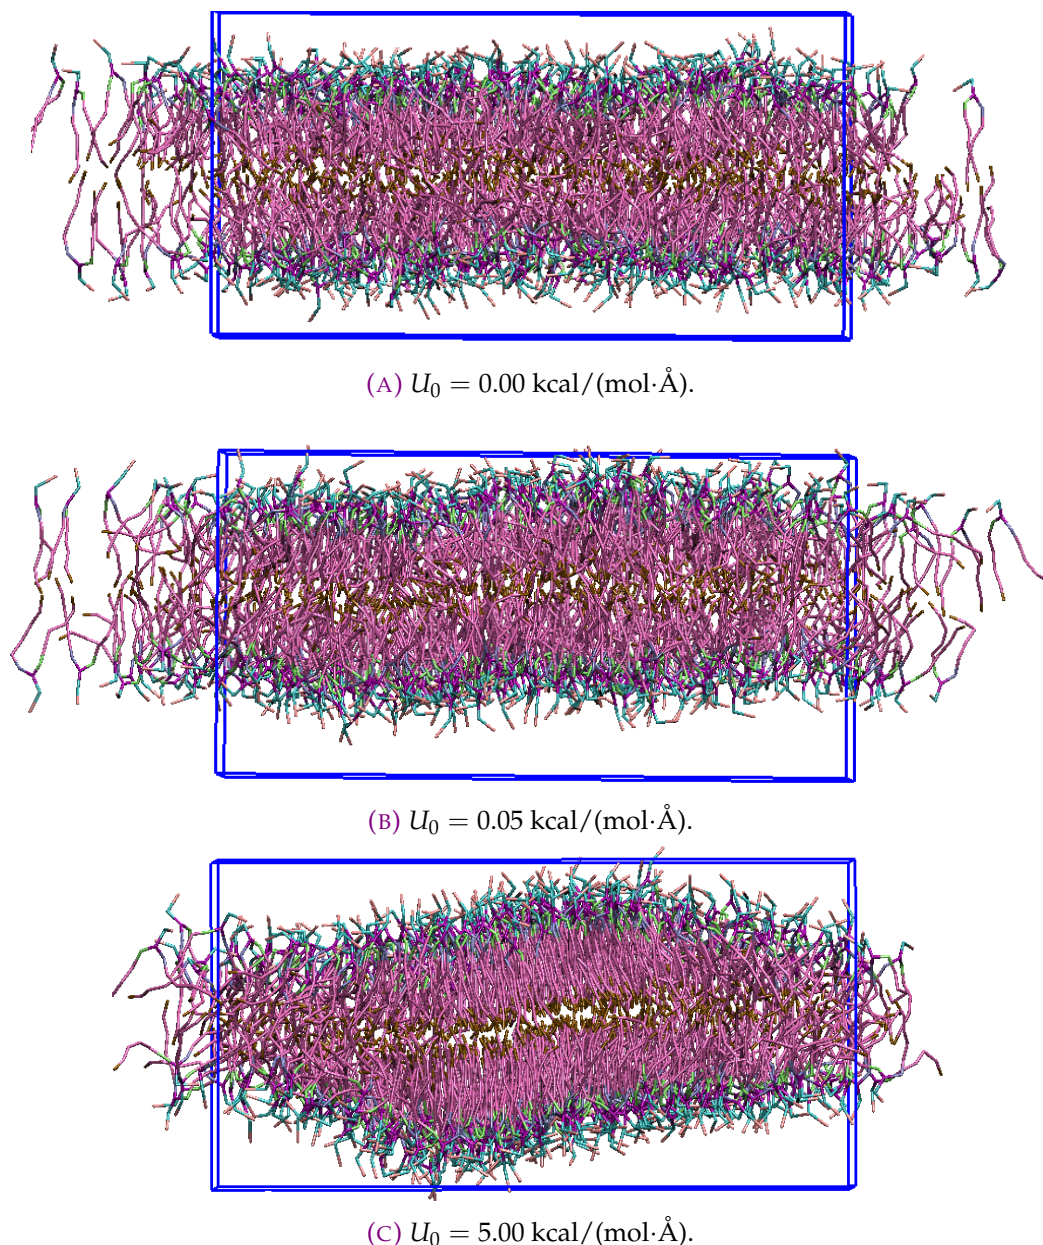 (A) U₀ = 0.00 kcal/(mol·Å).
(B) U₀ = 0.05 kcal/(mol·Å).
(C) U₀ = 5.00 kcal/(mol·Å).